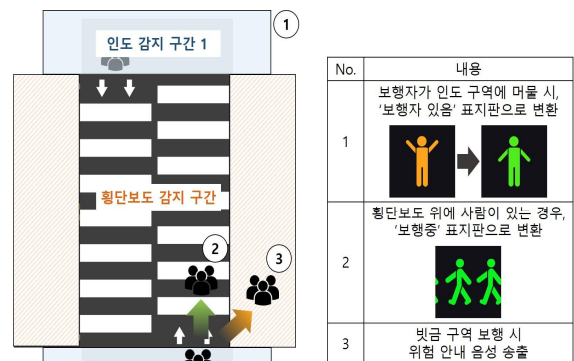 인도 감지 구간 1
1
횡단보도 감지 구간
2
3
No.
내용
1
보행자가 인도 구역에 머물 시,
‘보행자 있음’ 표지판으로 변환
2
횡단보도 위에 사람이 있는 경우,
‘보행중’ 표지판으로 변환
3
빗금 구역 보행 시
위험 안내 음성 송출